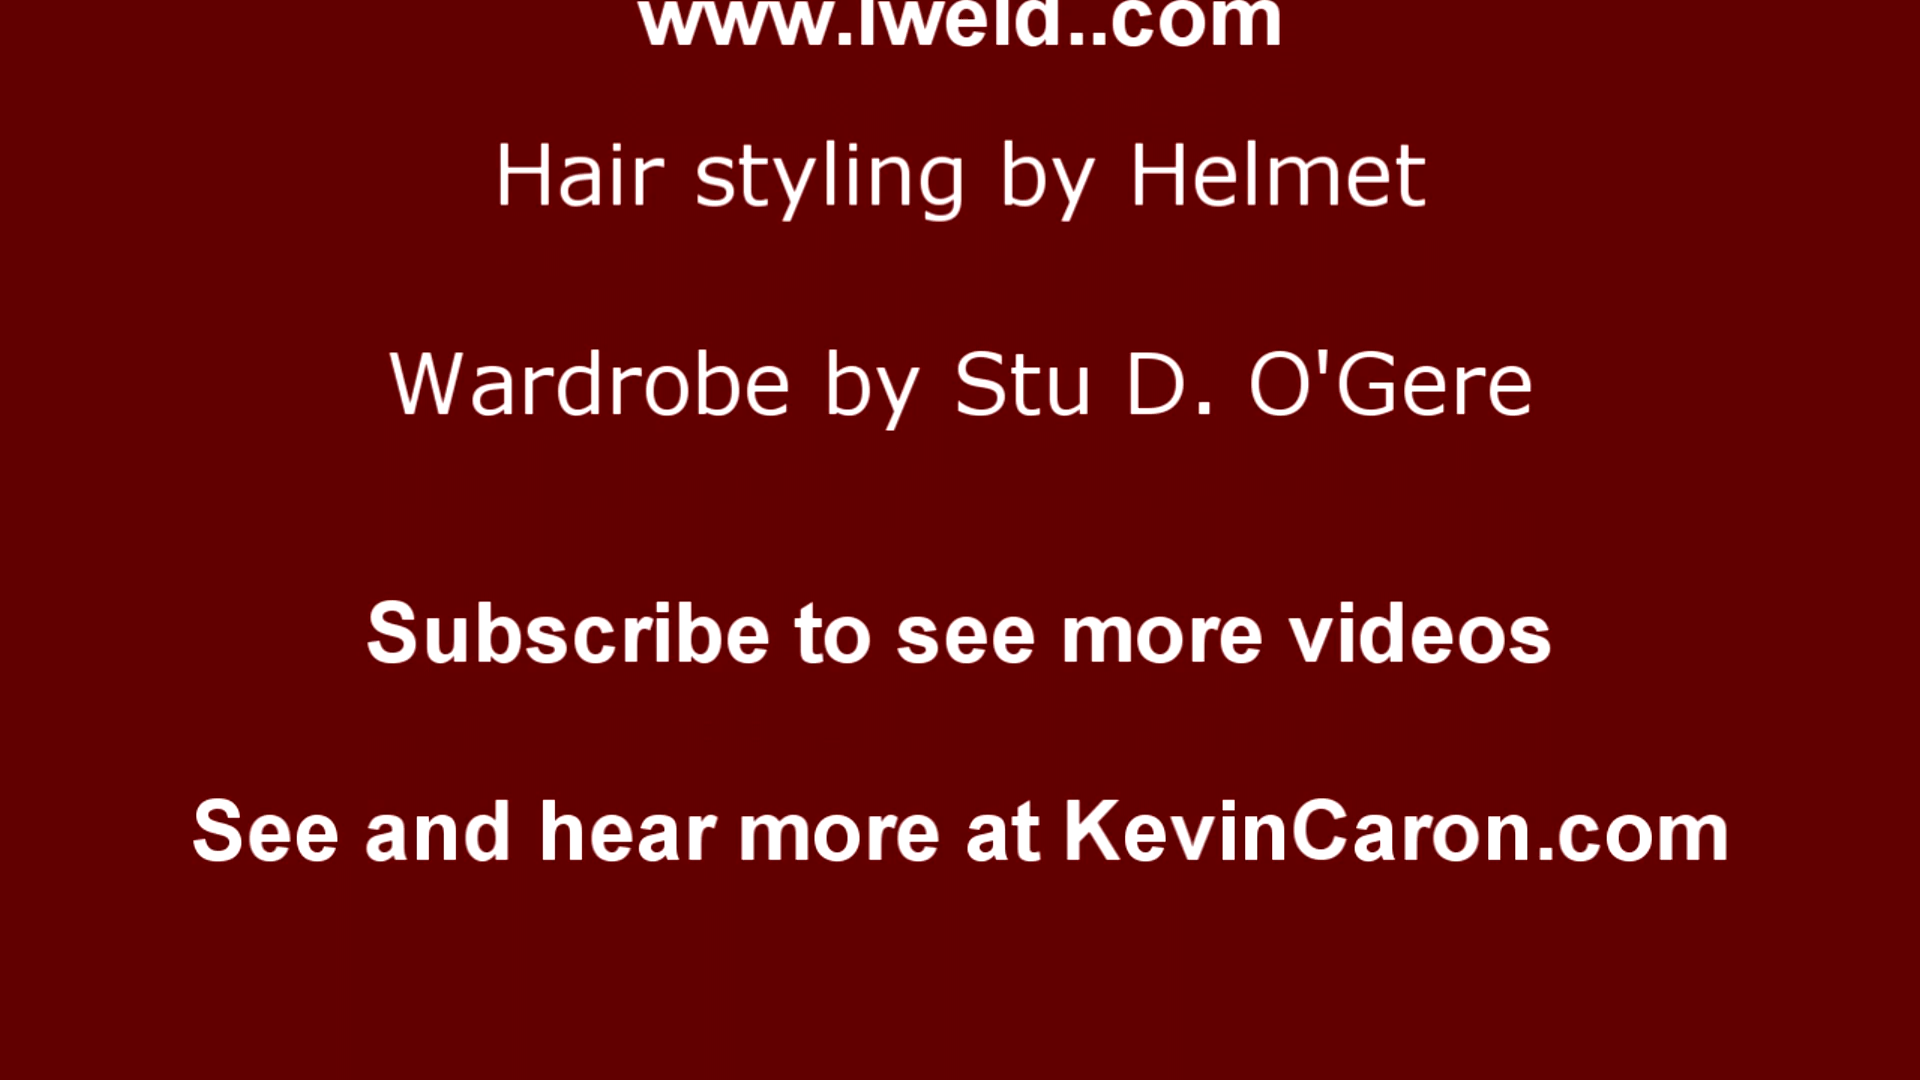 www.lweld..com
Hair styling by Helmet
Wardrobe by Stu D. O'Gere
Subscribe to see more videos
See and hear more at KevinCaron.com